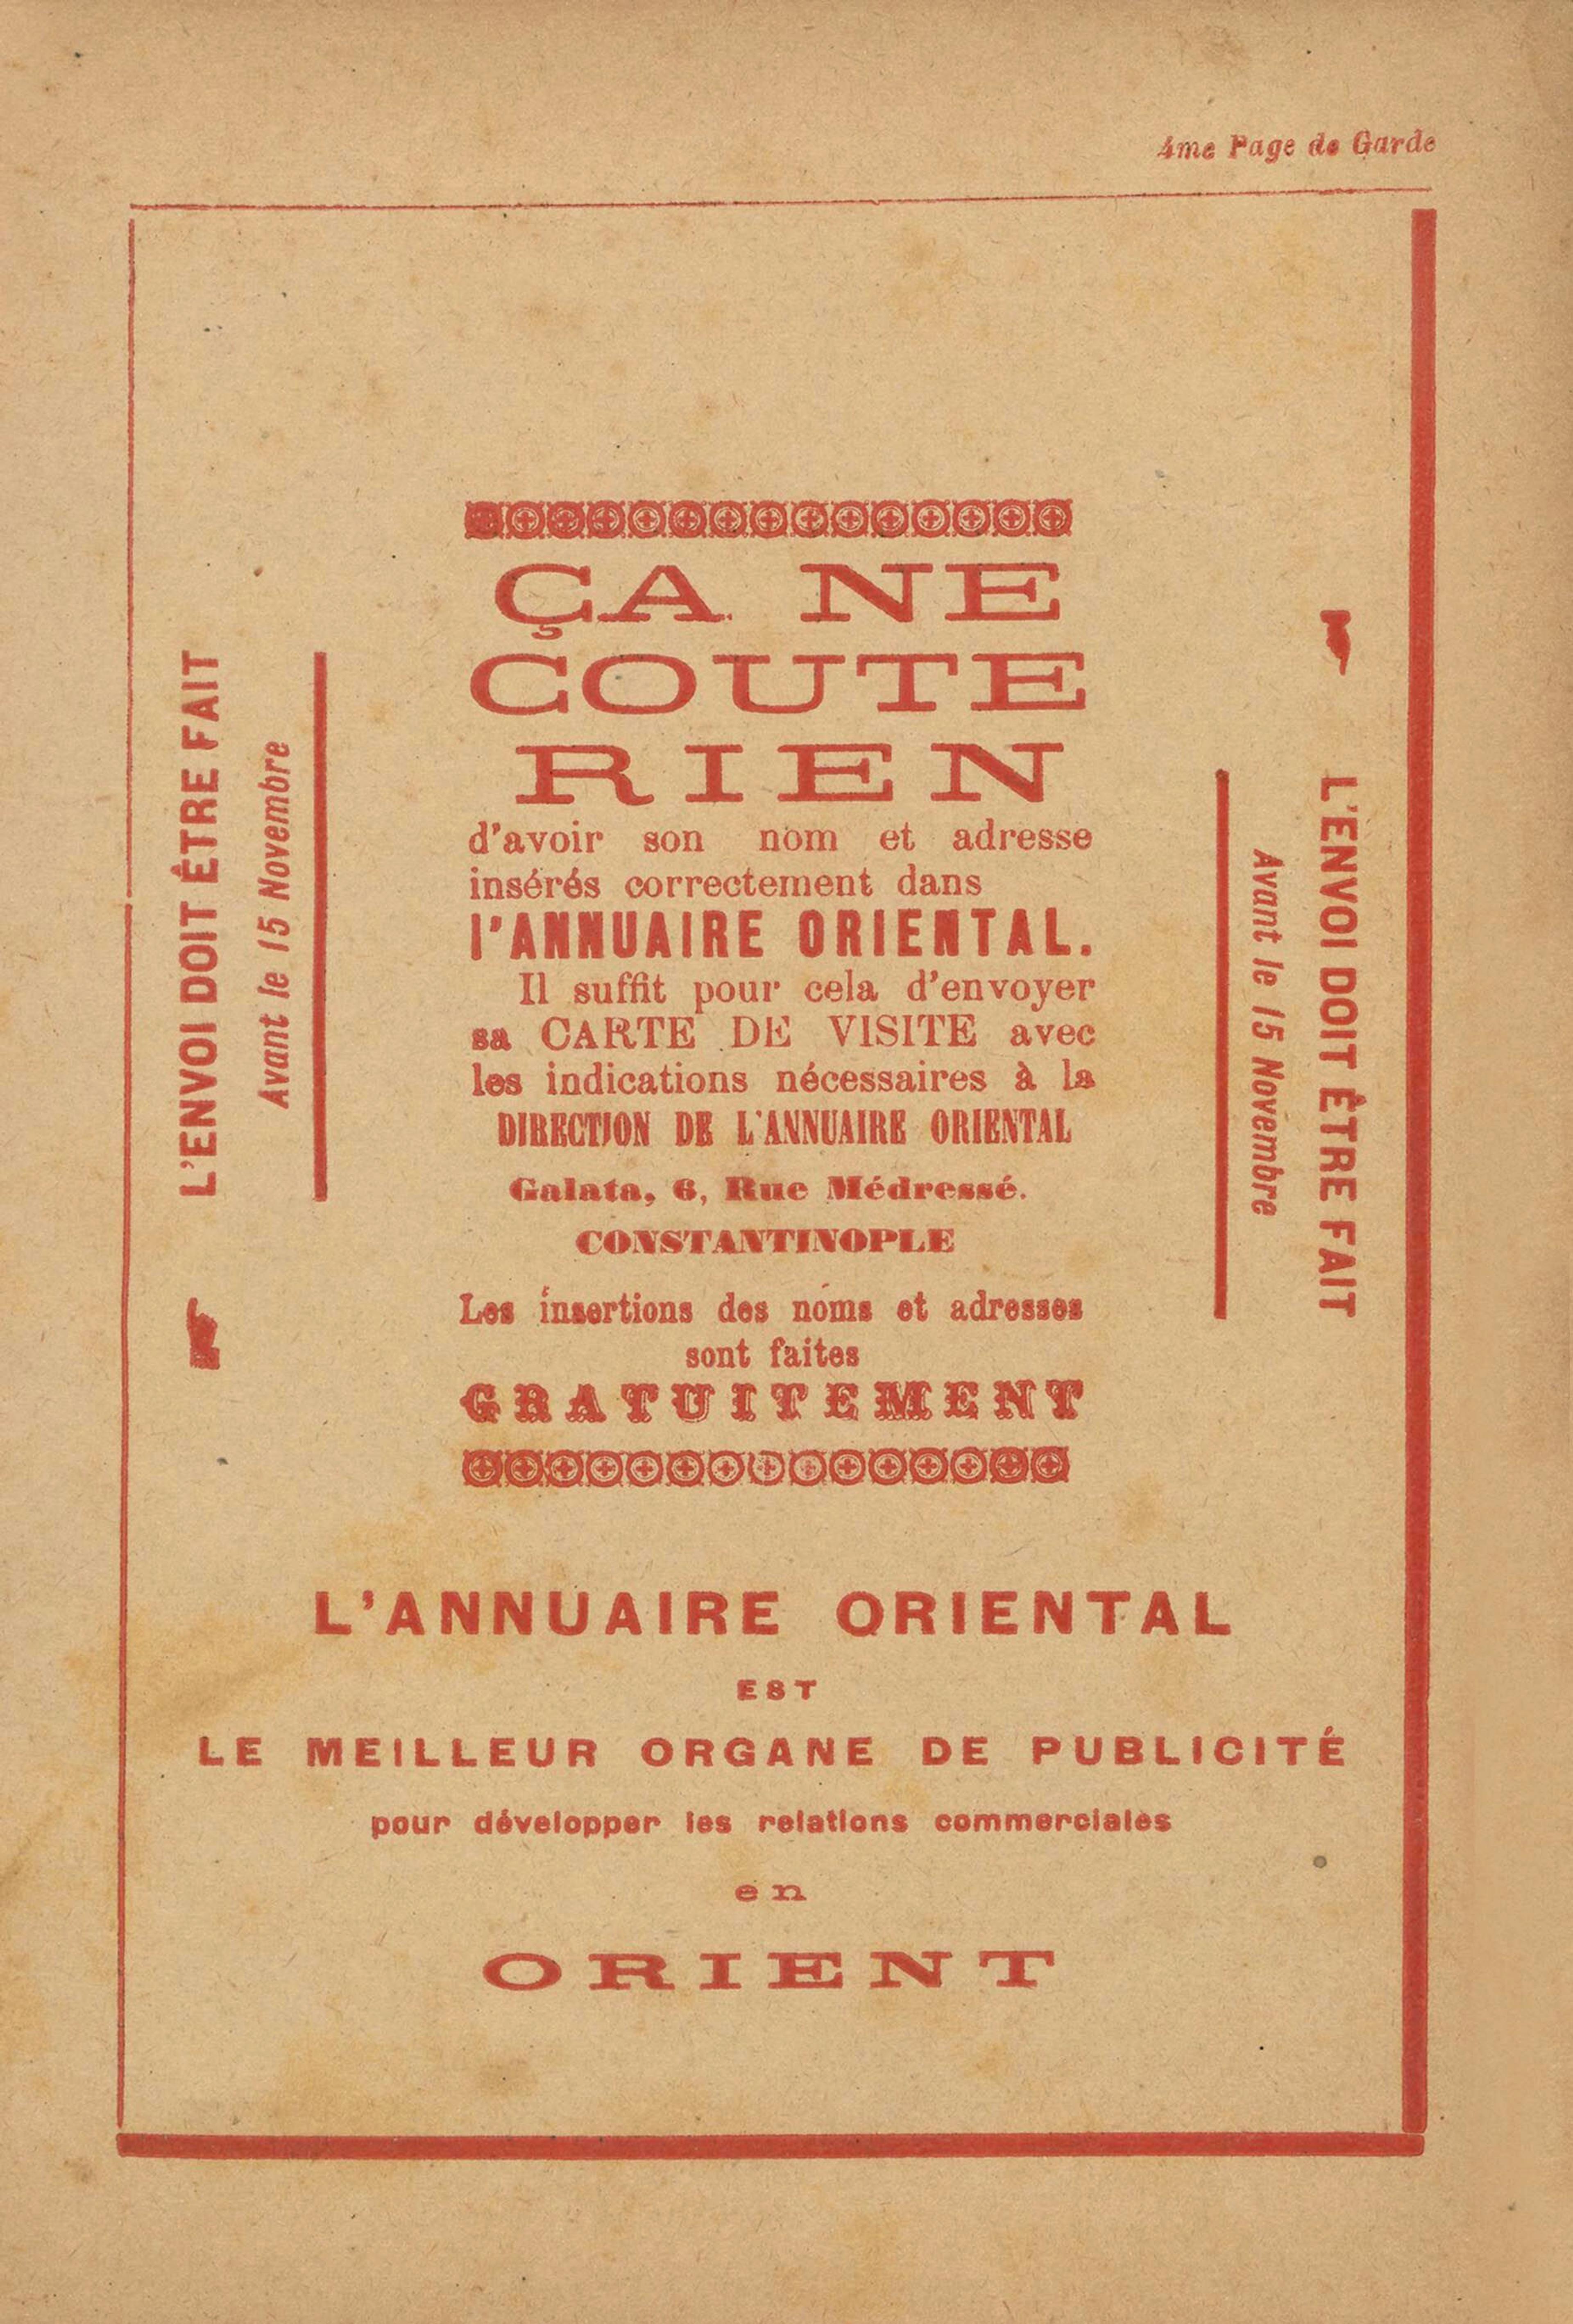 4me Page de Garde
L'ENVOI DOIT ÊTRE FAIT
Avant le 15 Novembre
ÇA NE
COUTE
RIEN
d'avoir son nom et adresse
insérés correctement dans
l'ANNUAIRE ORIENTAL.
Il suffit pour cela d'envoyer
sa CARTE DE VISITE avec
les indications nécessaires à la
DIRECTION DE L'ANNUAIRE ORIENTAL
Galata, 6, Rue Médressé.
CONSTANTINOPLE
Les insertions des noms et adresses
sont faites
GRATUITEMENT
L'ENVOI DOIT ÊTRE FAIT
Avant le 15 Novembre
L'ANNUAIRE ORIENTAL
EST
LE MEILLEUR ORGANE DE PUBLICITÉ
pour développer les relations commerciales
en
ORIENT